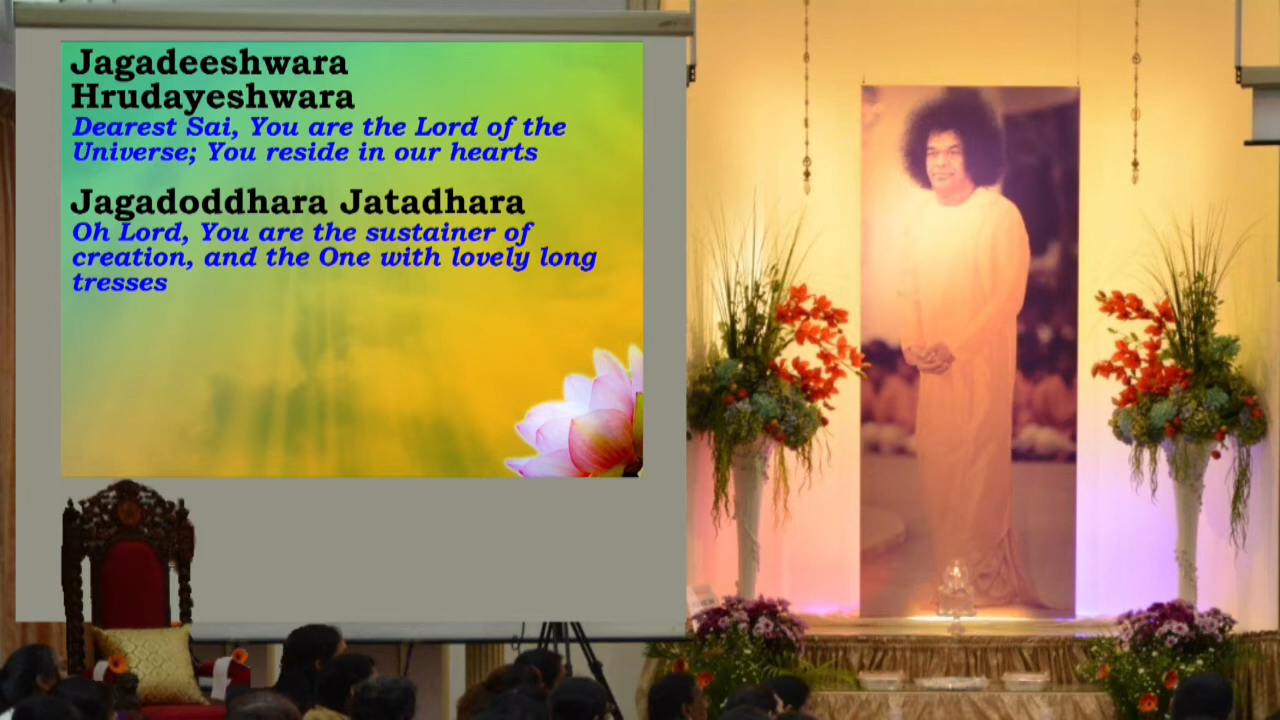 Jagadeeshwara
Hrudayeshwara
Dearest Sai, You are the Lord of the
Universe; You reside in our hearts
Jagadoddhara Jatadhara
Oh Lord, You are the sustainer of
creation, and the One with lovely long
tresses